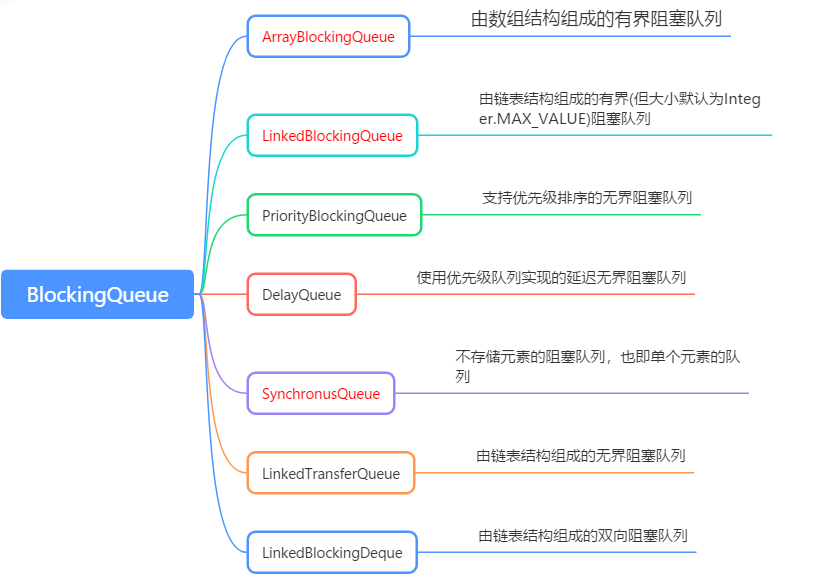 ArrayBlockingQueue
由数组结构组成的有界阻塞队列
LinkedBlockingQueue
由链表结构组成的有界(但大小默认为Integ
er.MAX_VALUE)阻塞队列
PriorityBlockingQueue
支持优先级排序的无界阻塞队列
BlockingQueue
DelayQueue
使用优先级队列实现的延迟无界阻塞队列
SynchronusQueue
不存储元素的阻塞队列，也即单个元素的队
列
LinkedTransferQueue
由链表结构组成的无界阻塞队列
LinkedBlockingDeque
由链表结构组成的双向阻塞队列